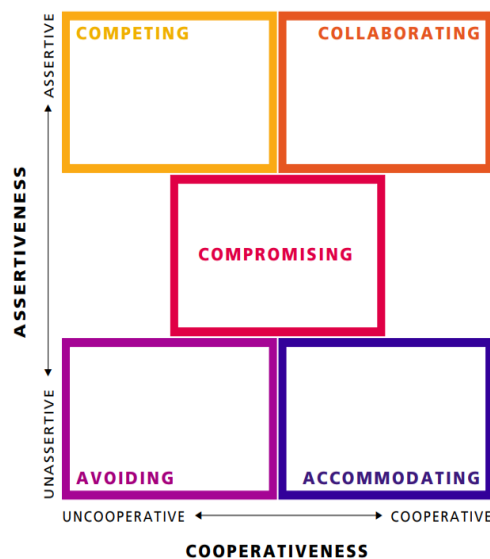 COMPETING
COLLABORATING
COMPROMISING
AVOIDING
ACCOMMODATING
ASSERTIVENESS
ASSERTIVE
UNASSERTIVE
UNCOOPERATIVE
COOPERATIVE
COOPERATIVENESS